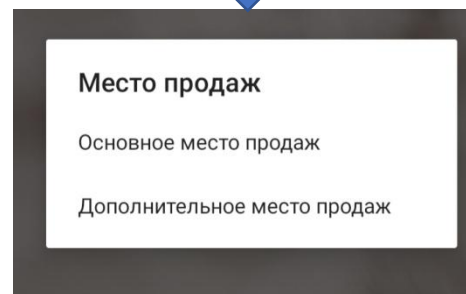 Место продаж
Основное место продаж
Дополнительное место продаж